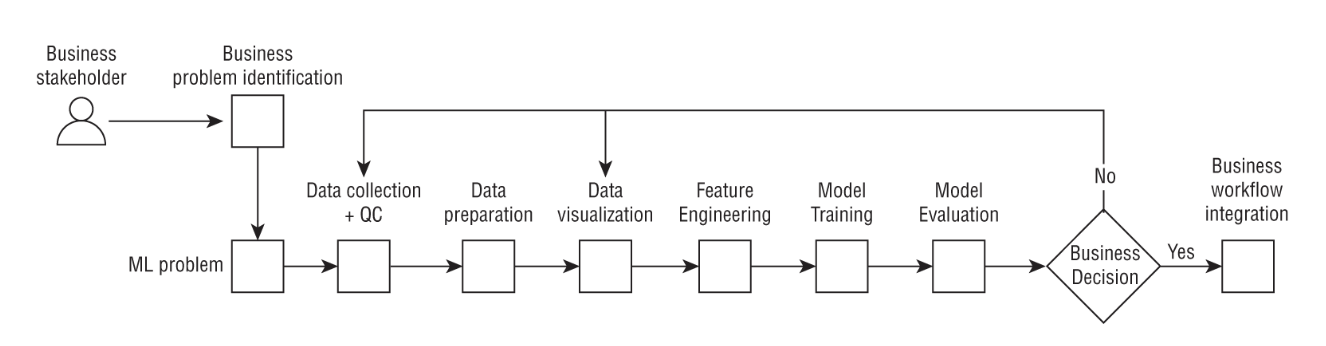 Business
stakeholder
Business
problem identification
ML problem
Data collection
+ QC
Data
preparation
Data
visualization
Feature
Engineering
Model
Training
Model
Evaluation
Business
Decision
No
Yes
Business
workflow
integration